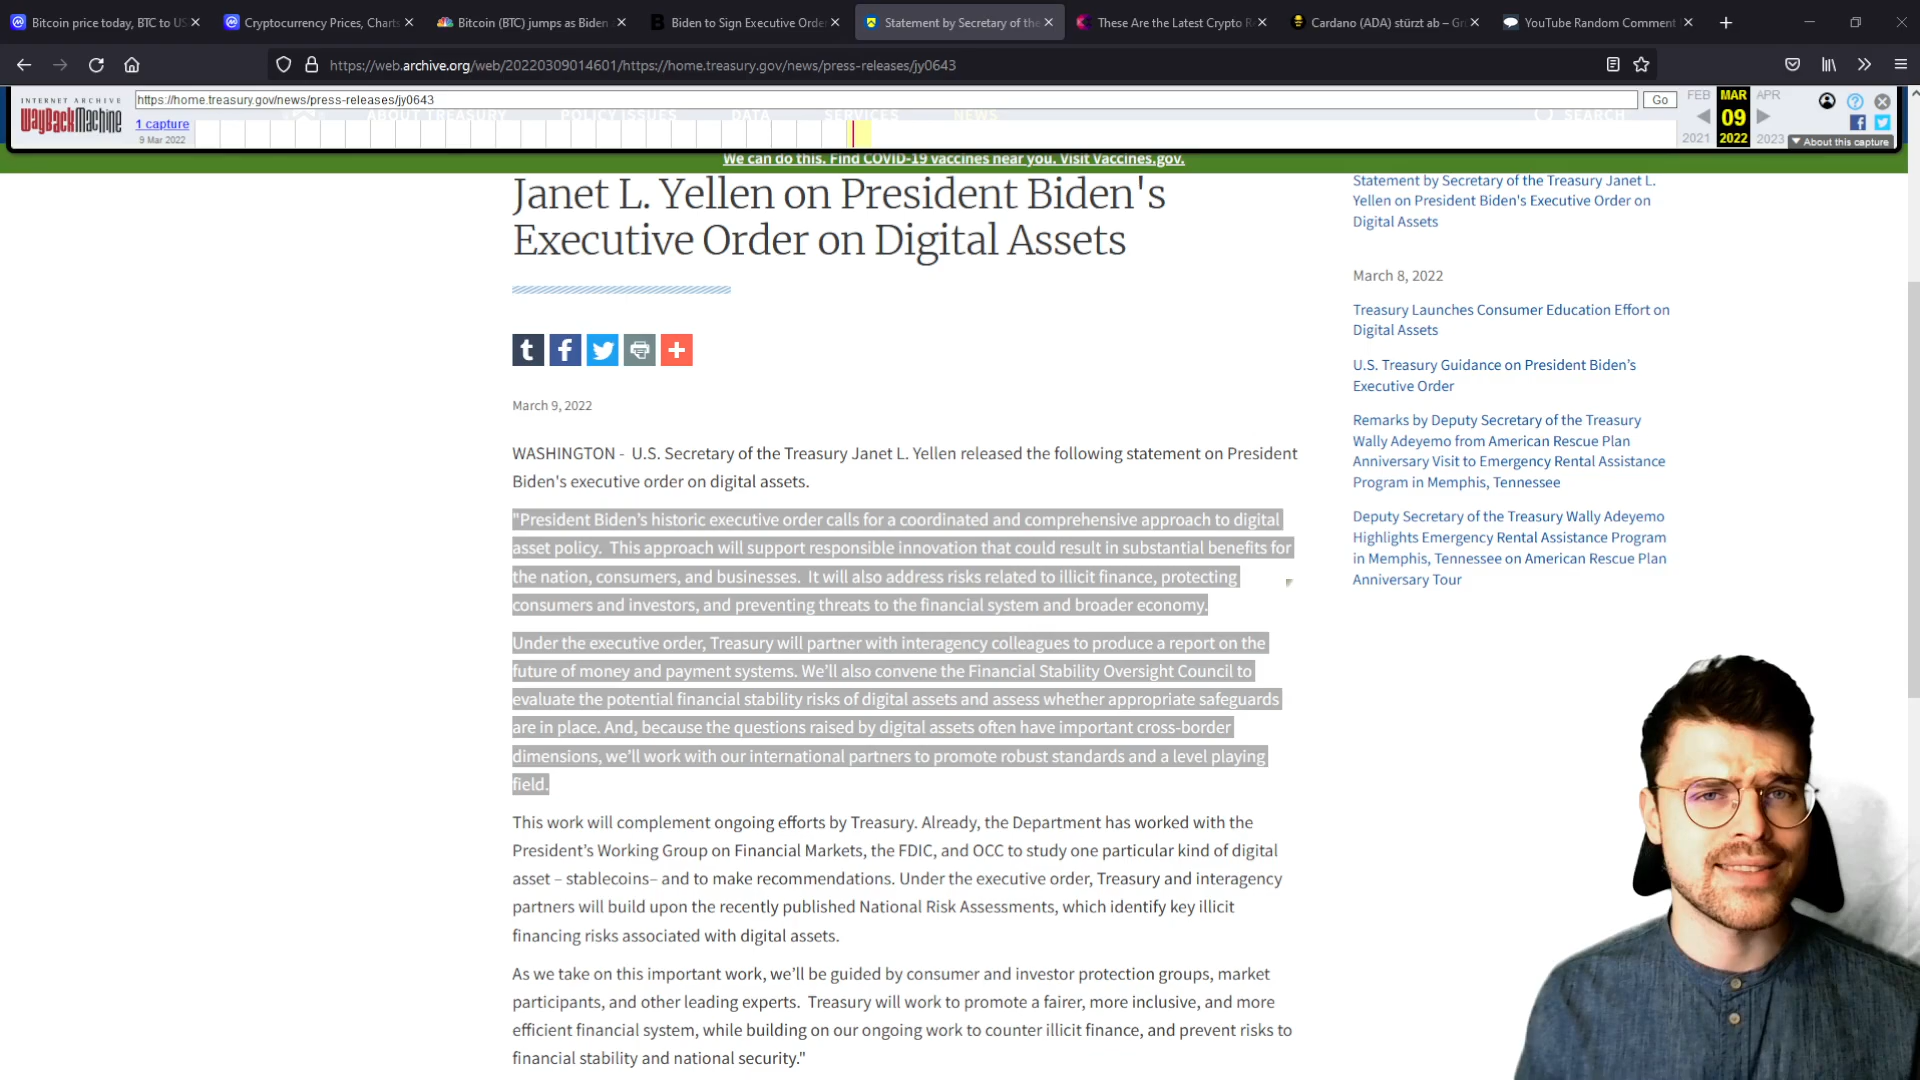 Bitcoin price today, BTC to US
Cryptocurrency Prices, Charts
Bitcoin (BTC) jumps as Biden
Biden to Sign Executive Order
Statement by Secretary of the
These Are the Latest Crypto R
Cardano (ADA) stürzt ab – Gr
YouTube Random Comment
https://web.archive.org/web/20220309014601/https://home.treasury.gov/news/press-releases/jy0643
INTERNET ARCHIVE
WayBackMachine
https://home.treasury.gov/news/press-releases/jy0643
Go
FEB
MAR
APR
1 capture
9 Mar 2022
09
2021
2022
2023
About this capture
ABOUT TREASURY
POLICY ISSUES
DATA
SERVICES
NEWS
SEARCH
We can do this. Find COVID-19 vaccines near you. Visit Vaccines.gov.
Janet L. Yellen on President Biden's
Executive Order on Digital Assets
March 9, 2022
WASHINGTON - U.S. Secretary of the Treasury Janet L. Yellen released the following statement on President
Biden's executive order on digital assets.
"President Biden's historic executive order calls for a coordinated and comprehensive approach to digital
asset policy. This approach will support responsible innovation that could result in substantial benefits for
the nation, consumers, and businesses. It will also address risks related to illicit finance, protecting
consumers and investors, and preventing threats to the financial system and broader economy.
Under the executive order, Treasury will partner with interagency colleagues to produce a report on the
future of money and payment systems. We'll also convene the Financial Stability Oversight Council to
evaluate the potential financial stability risks of digital assets and assess whether appropriate safeguards
are in place. And, because the questions raised by digital assets often have important cross-border
dimensions, we'll work with our international partners to promote robust standards and a level playing
field.
This work will complement ongoing efforts by Treasury. Already, the Department has worked with the
President's Working Group on Financial Markets, the FDIC, and OCC to study one particular kind of digital
asset – stablecoins– and to make recommendations. Under the executive order, Treasury and interagency
partners will build upon the recently published National Risk Assessments, which identify key illicit
financing risks associated with digital assets.
As we take on this important work, we'll be guided by consumer and investor protection groups, market
participants, and other leading experts. Treasury will work to promote a fairer, more inclusive, and more
efficient financial system, while building on our ongoing work to counter illicit finance, and prevent risks to
financial stability and national security."
Statement by Secretary of the Treasury Janet L.
Yellen on President Biden's Executive Order on
Digital Assets
March 8, 2022
Treasury Launches Consumer Education Effort on
Digital Assets
U.S. Treasury Guidance on President Biden's
Executive Order
Remarks by Deputy Secretary of the Treasury
Wally Adeyemo from American Rescue Plan
Anniversary Visit to Emergency Rental Assistance
Program in Memphis, Tennessee
Deputy Secretary of the Treasury Wally Adeyemo
Highlights Emergency Rental Assistance Program
in Memphis, Tennessee on American Rescue Plan
Anniversary Tour